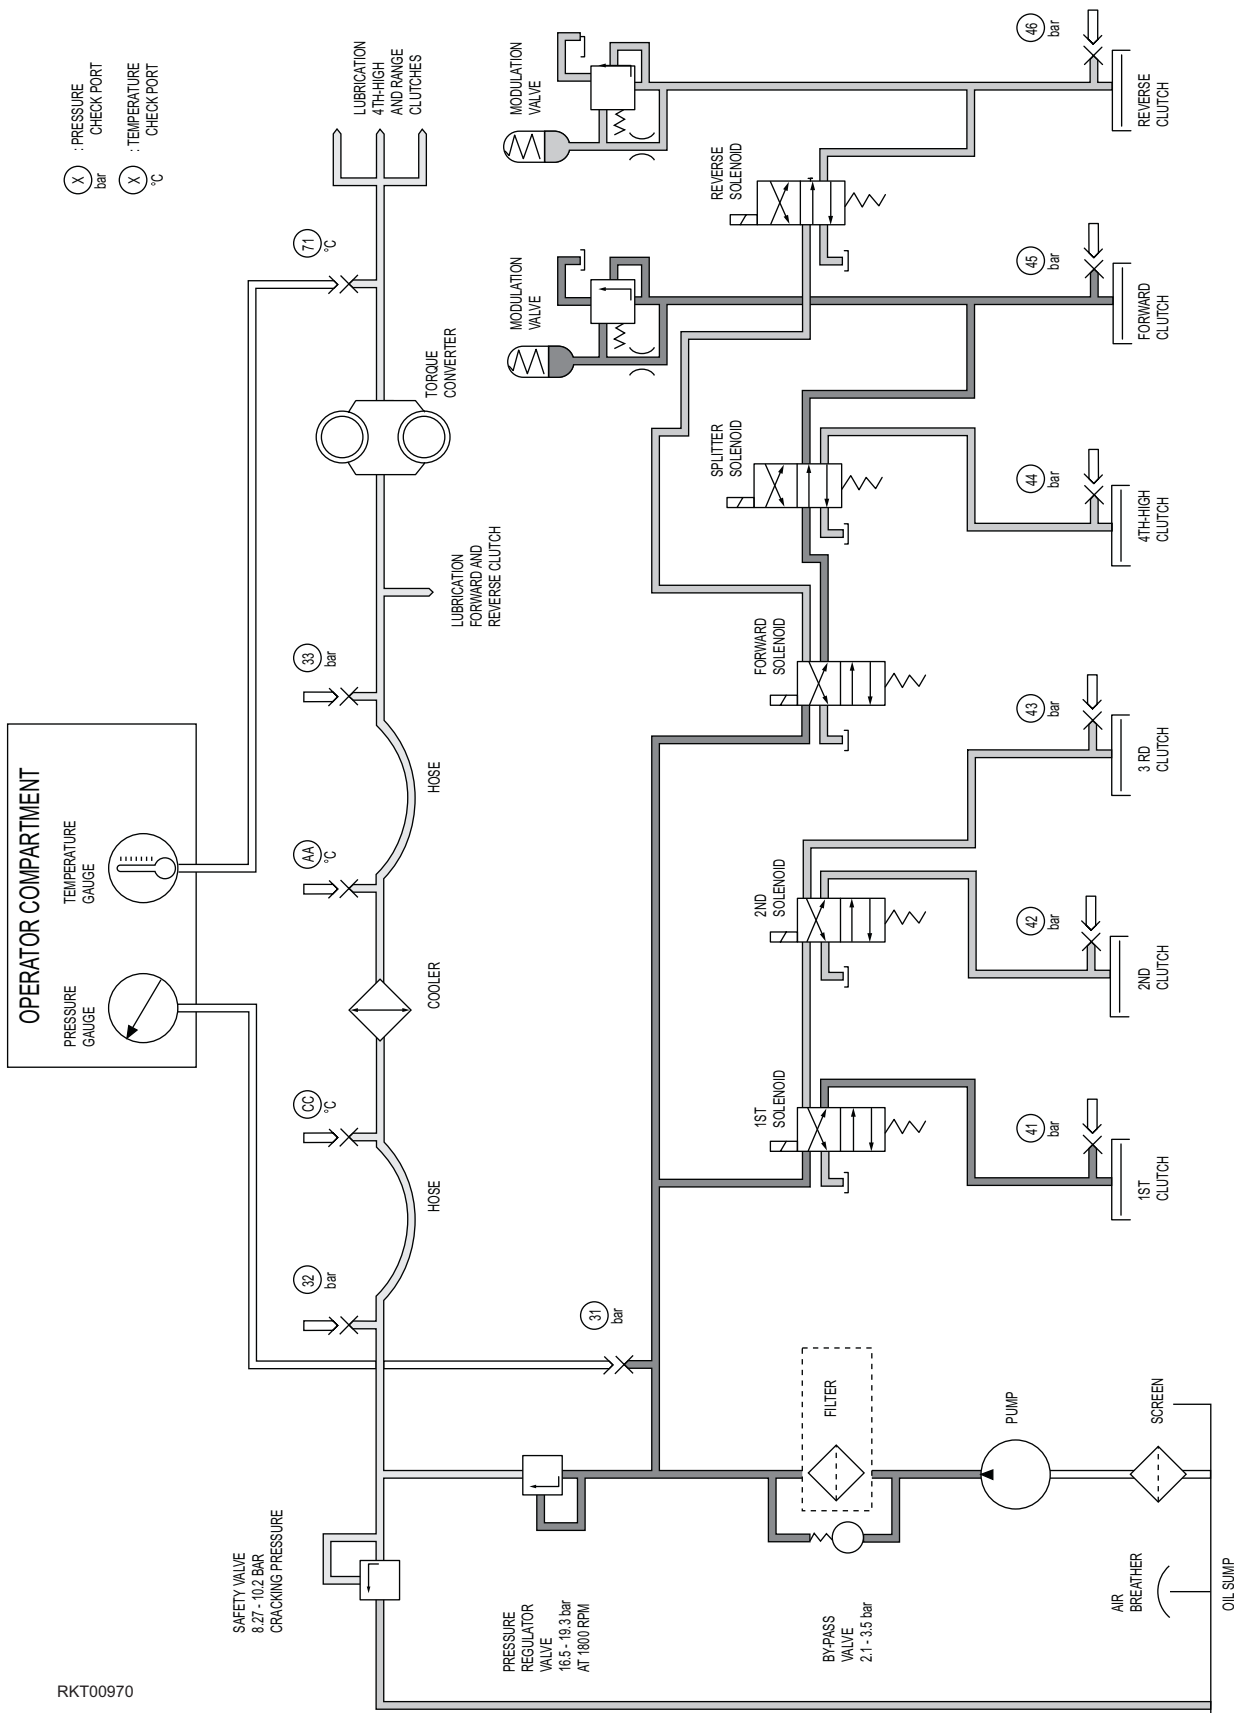 X
bar
: PRESSURE
CHECK PORT
X
°C
: TEMPERATURE
CHECK PORT
OPERATOR COMPARTMENT
PRESSURE
GAUGE
TEMPERATURE
GAUGE
SAFETY VALVE
8.27 - 10.2 BAR
CRACKING PRESSURE
32
bar
HOSE
CC
°C
COOLER
AA
°C
HOSE
33
bar
LUBRICATION
FORWARD AND
REVERSE CLUTCH
TORQUE
CONVERTER
71
°C
LUBRICATION
4TH-HIGH
AND RANGE
CLUTCHES
PRESSURE
REGULATOR
VALVE
16.5 - 19.3 bar
AT 1800 RPM
31
bar
MODULATION
VALVE
MODULATION
VALVE
1ST
SOLENOID
2ND
SOLENOID
FORWARD
SOLENOID
SPLITTER
SOLENOID
REVERSE
SOLENOID
BY-PASS
VALVE
2.1 - 3.5 bar
FILTER
PUMP
SCREEN
AIR
BREATHER
OIL SUMP
41
bar
1ST
CLUTCH
42
bar
2ND
CLUTCH
43
bar
3 RD
CLUTCH
44
bar
4TH-HIGH
CLUTCH
45
bar
FORWARD
CLUTCH
46
bar
REVERSE
CLUTCH
RKT00970